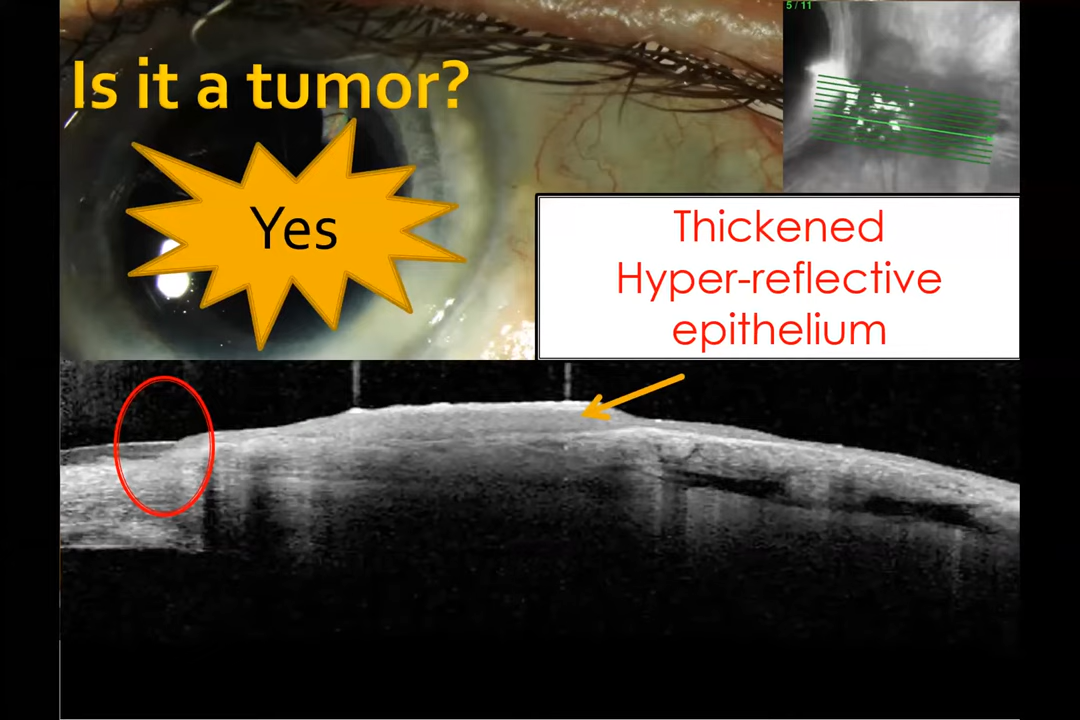 5 / 11
Is it a tumor?
Yes
Thickened
Hyper-reflective
epithelium